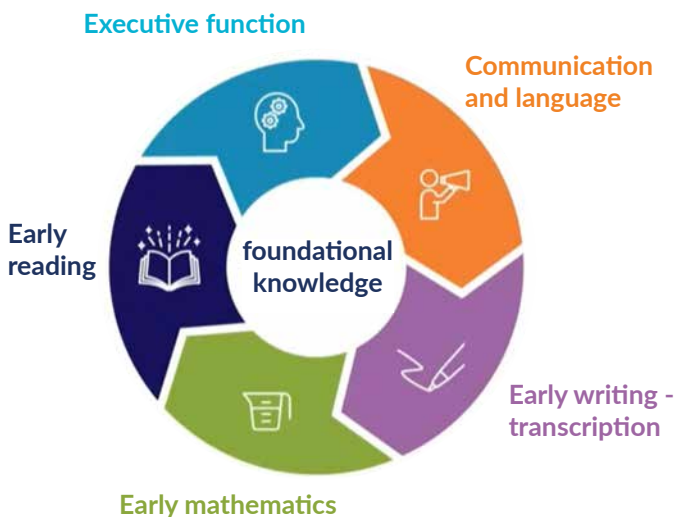 Executive function
Communication
and language
Early
reading
foundational
knowledge
Early writing -
transcription
Early mathematics